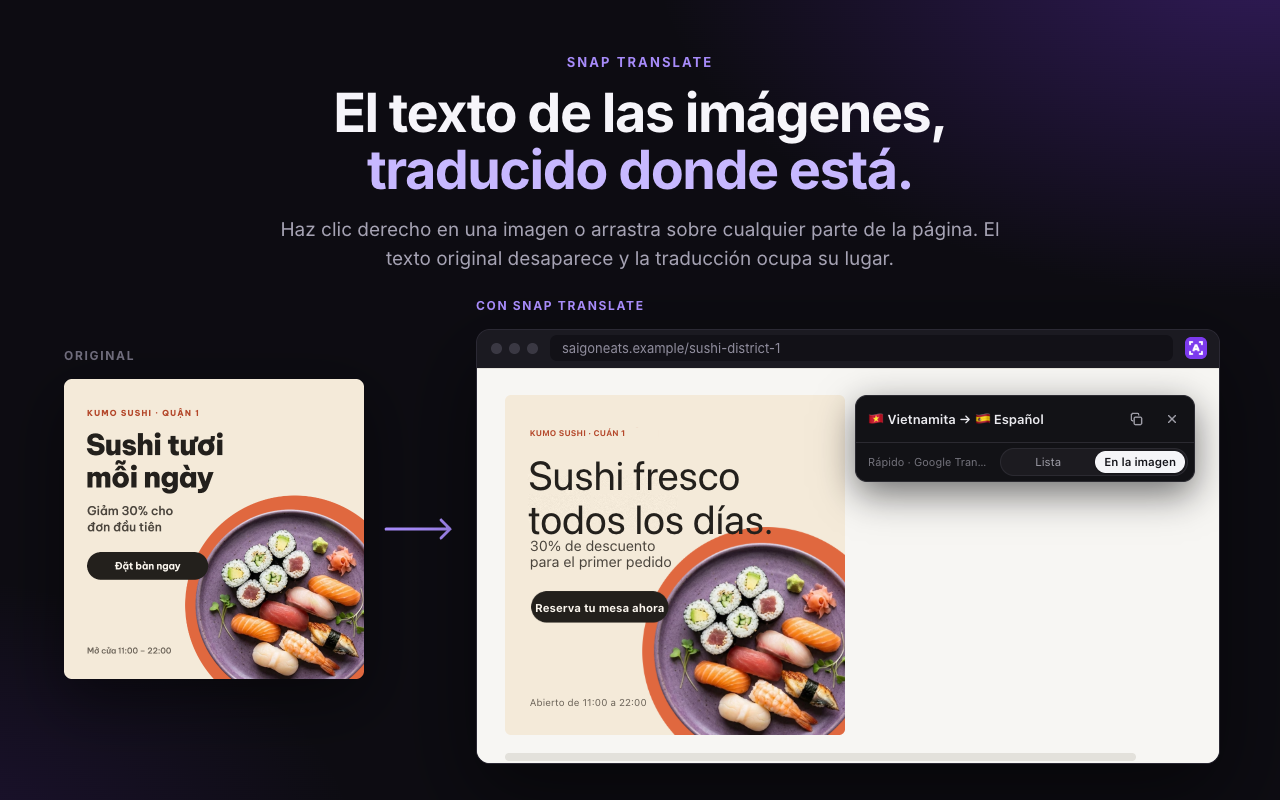 SNAP TRANSLATE
El texto de las imágenes,
traducido donde está.
Haz clic derecho en una imagen o arrastra sobre cualquier parte de la página. El
texto original desaparece y la traducción ocupa su lugar.
ORIGINAL
KUMO SUSHI · QUẬN 1
Sushi tươi
mỗi ngày
Giảm 30% cho
đơn đầu tiên
Đặt bàn ngay
Mở cửa 11:00 – 22:00
CON SNAP TRANSLATE
saigoneats.example/sushi-district-1
KUMO SUSHI · CUÁN 1
Sushi fresco
todos los días.
30% de descuento
para el primer pedido
Reserva tu mesa ahora
Abierto de 11:00 a 22:00
Vietnamita → Español
Rápido · Google Tran...
Lista
En la imagen